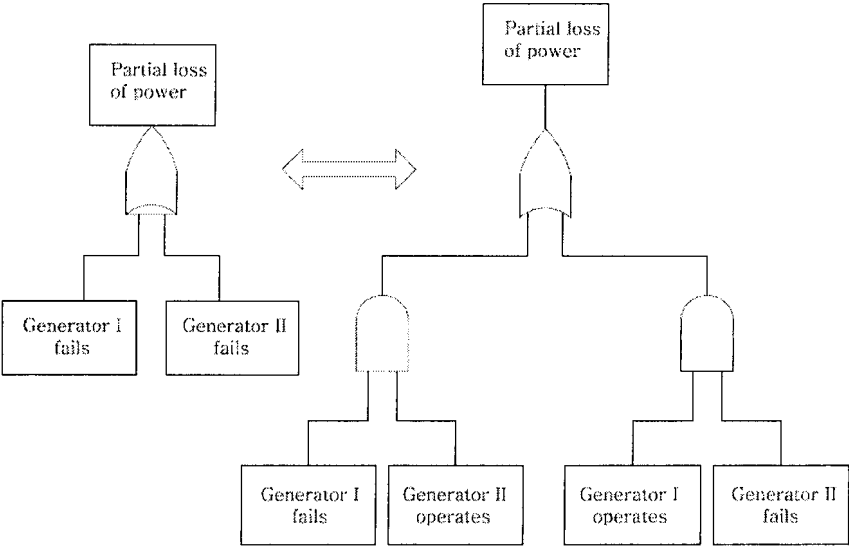 Partial loss
of power
Partial loss
of power
Generator I
fails
Generator II
fails
Generator I
fails
Generator II
operates
Generator I
operates
Generator II
fails